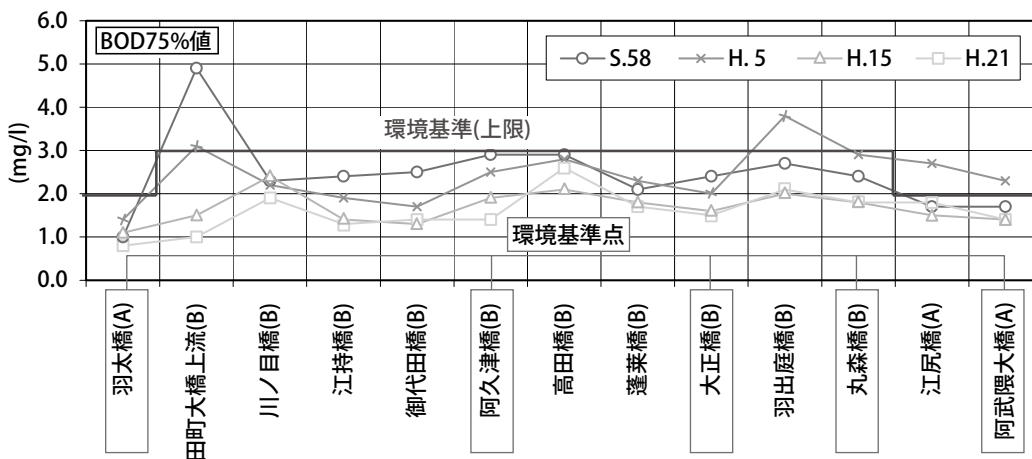 6.0
BOD75%値
S.58
H. 5
H.15
H.21
5.0
4.0
環境基準(上限)
3.0
2.0
1.0
環境基準点
0.0
(mg/l)
羽太橋(A)
田町大橋上流(B)
川ノ目橋(B)
江持橋(B)
御代田橋(B)
阿久津橋(B)
高田橋(B)
蓬莱橋(B)
大正橋(B)
羽出庭橋(B)
丸森橋(B)
江尻橋(A)
阿武隈大橋(A)